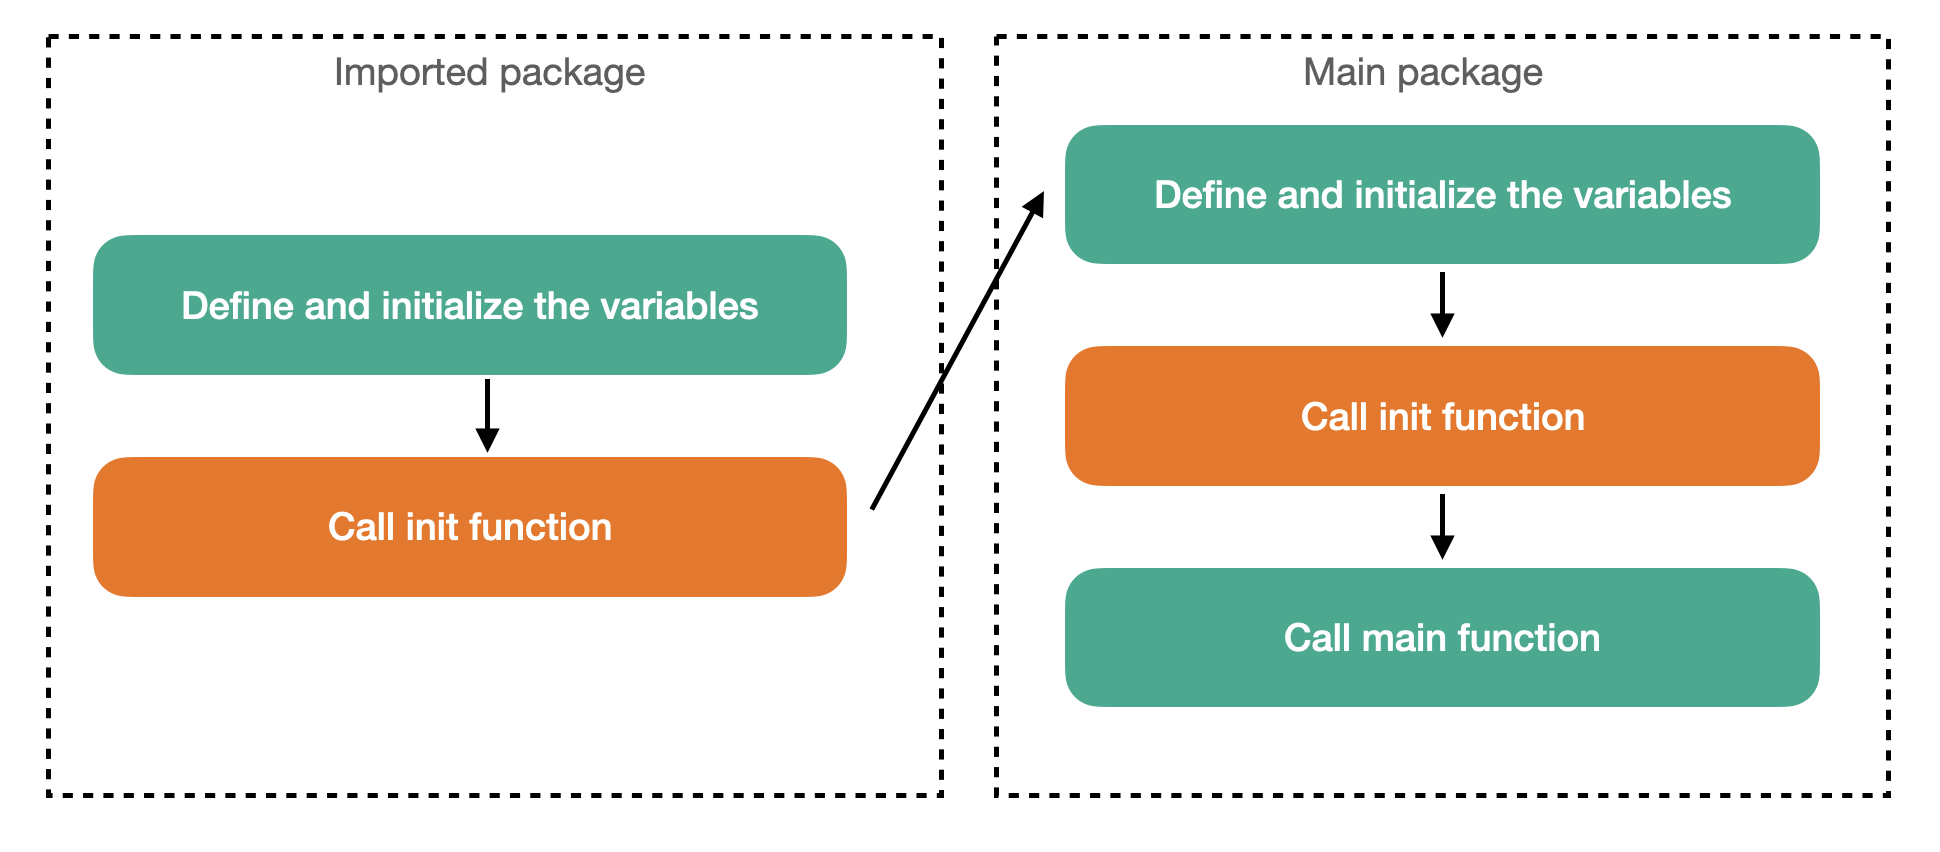 Imported package
Define and initialize the variables
Call init function
Main package
Define and initialize the variables
Call init function
Call main function